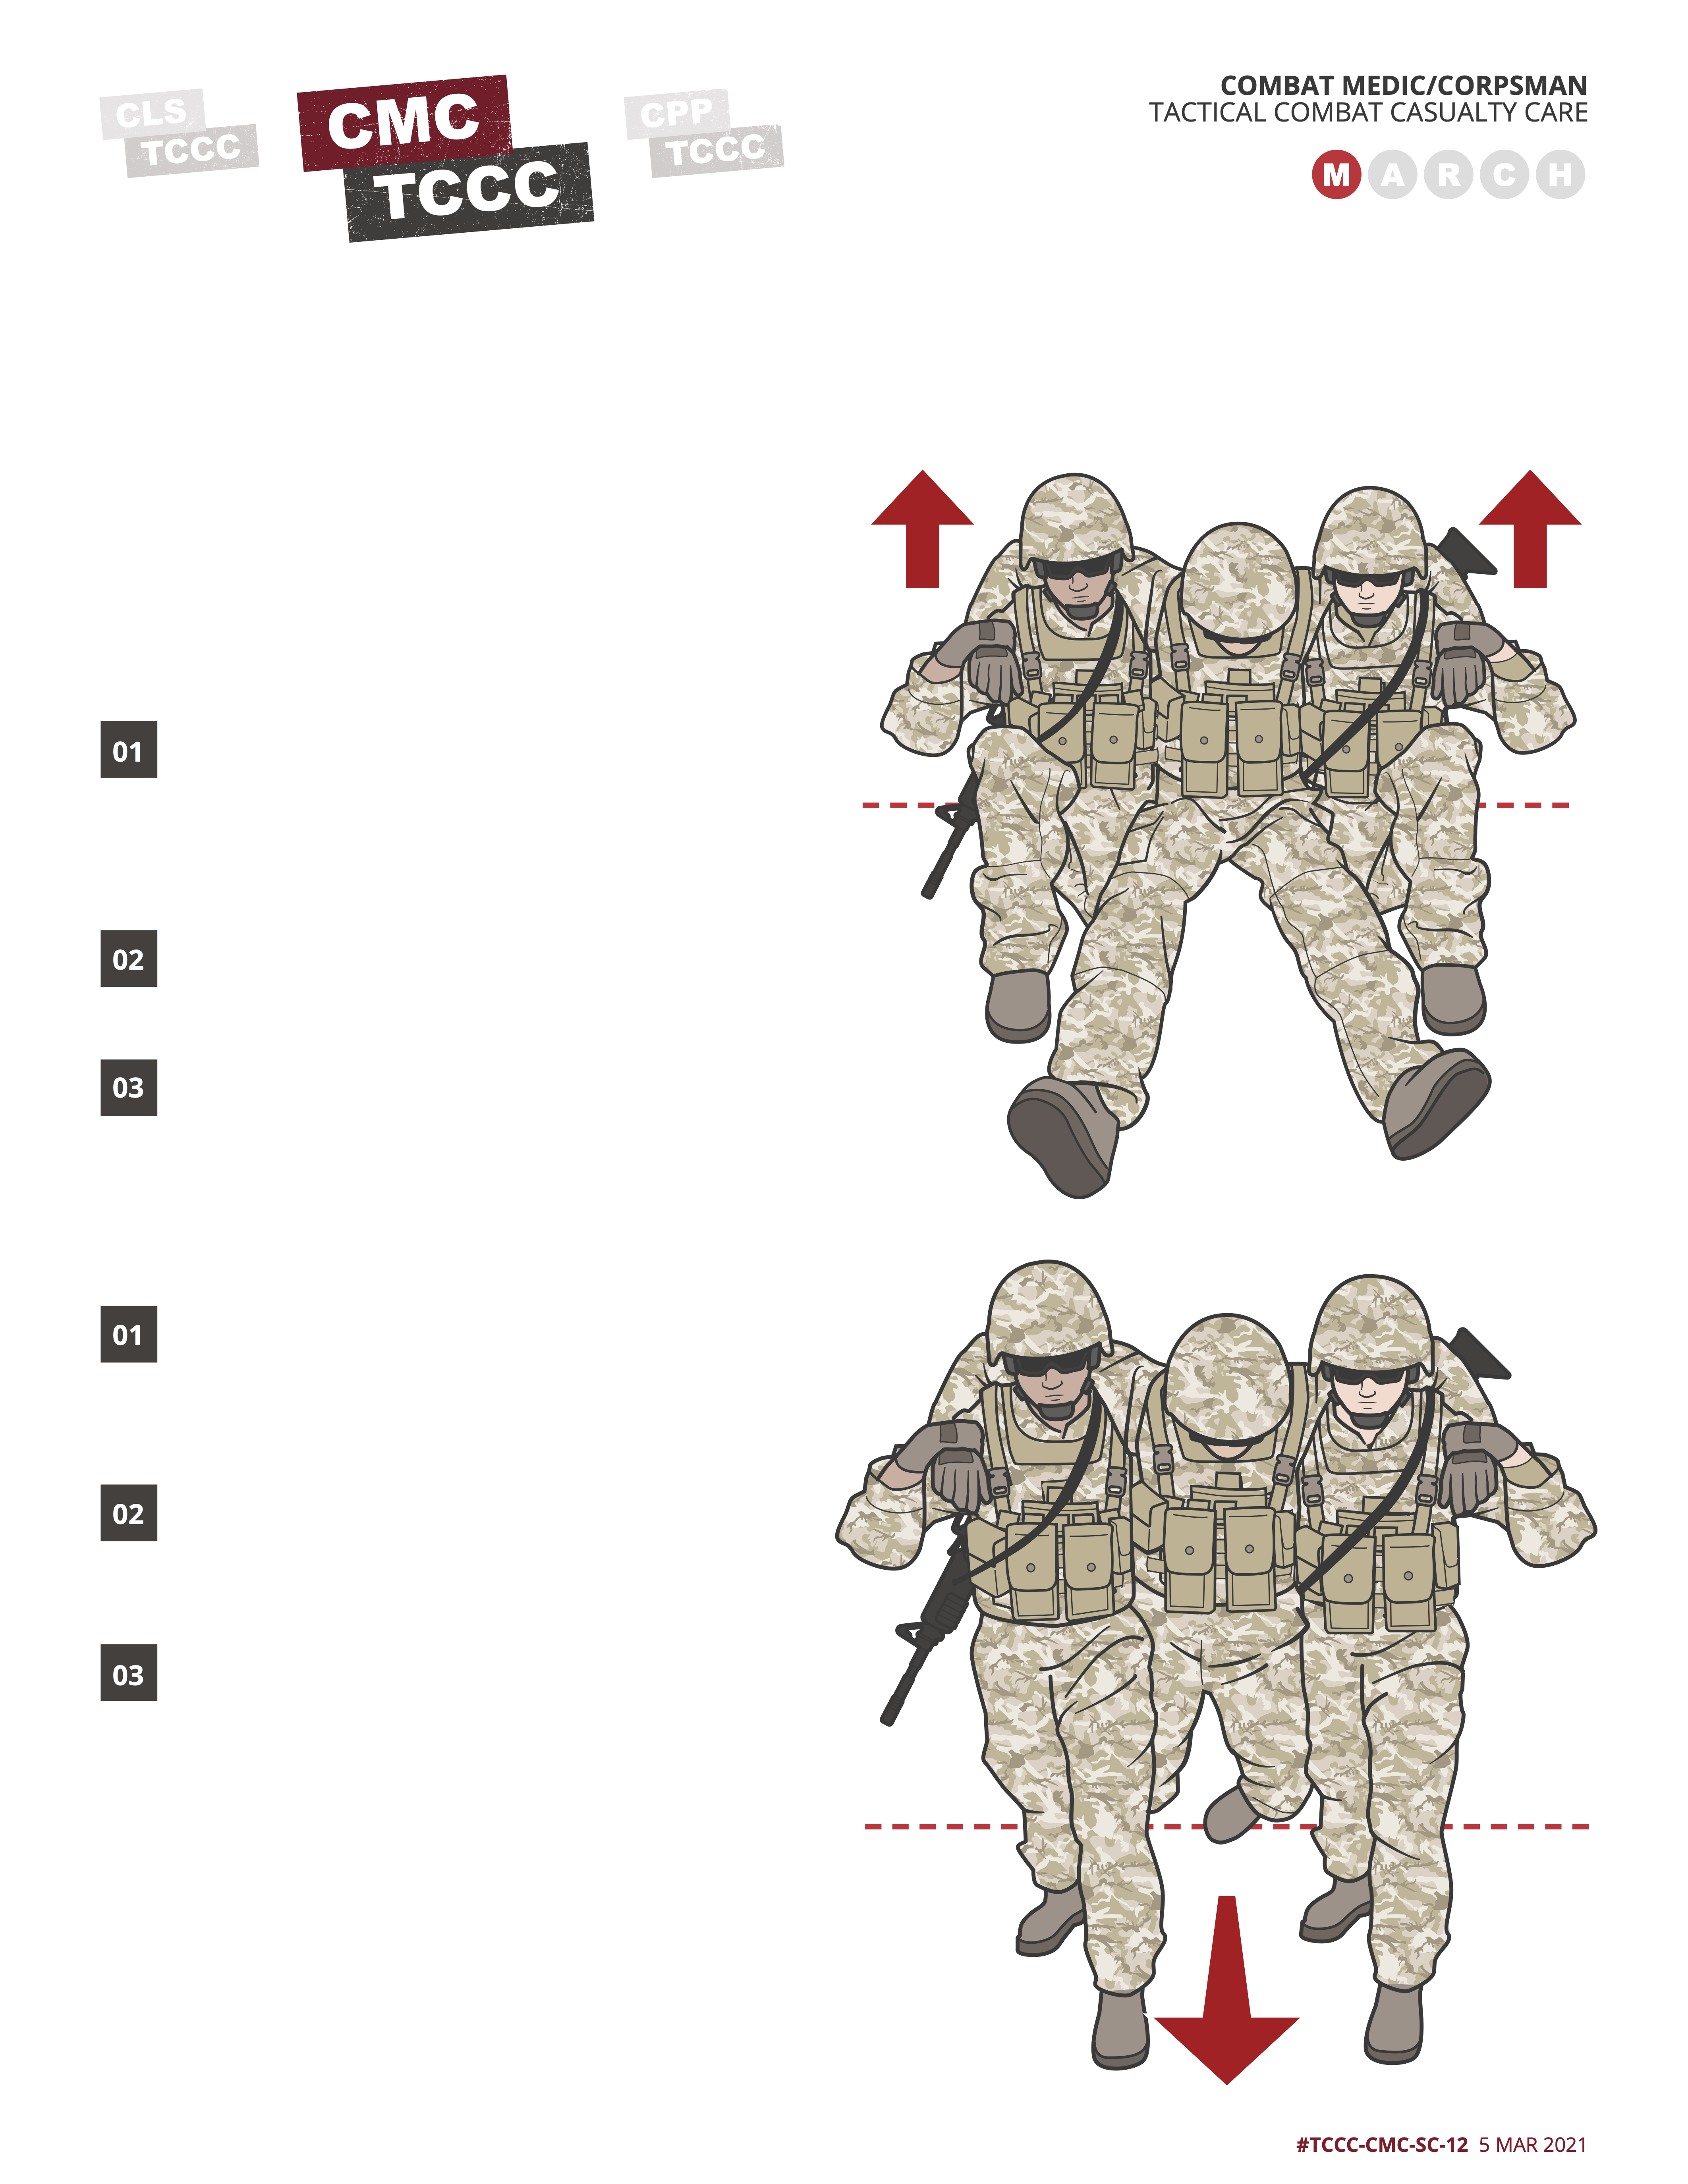 CLS
TCCC
CMC
TCCC
CPP
TCCC
COMBAT MEDIC/CORPSMAN
TACTICAL COMBAT CASUALTY CARE
M A R C H
01
02
03
01
02
03
#TCCC-CMC-SC-12 5 MAR 2021